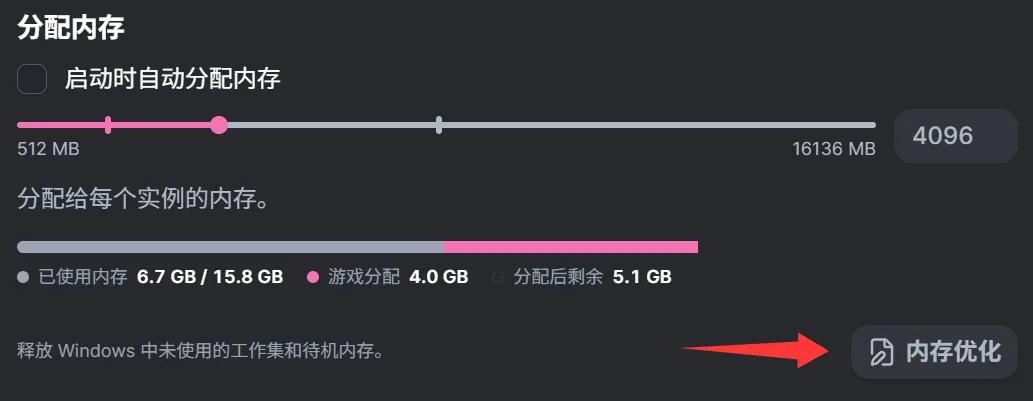 分配内存
启动时自动分配内存
4096
512 MB 16136 MB
分配给每个实例的内存。
已使用内存 6.7 GB / 15.8 GB 游戏分配 4.0 GB 分配后剩余 5.1 GB
释放 Windows 中未使用的工作集和待机内存。 内存优化